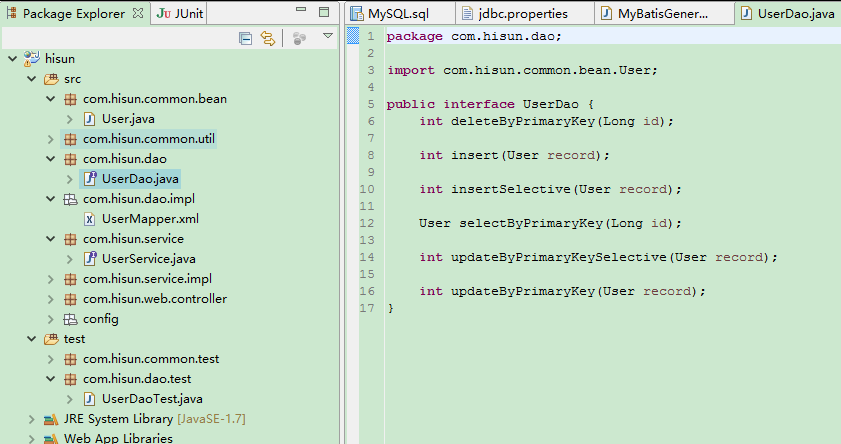 Package Explorer
JUnit
hisun
src
com.hisun.common.bean
User.java
com.hisun.common.util
com.hisun.dao
UserDao.java
com.hisun.dao.impl
UserMapper.xml
com.hisun.service
UserService.java
com.hisun.service.impl
com.hisun.web.controller
config
test
com.hisun.common.test
com.hisun.dao.test
UserDaoTest.java
JRE System Library [JavaSE-1.7]
Web App Libraries
MySQL.sql
jdbc.properties
MyBatisGener...
UserDao.java
1 package com.hisun.dao;
2
3 import com.hisun.common.bean.User;
4
5 public interface UserDao {
6     int deleteByPrimaryKey(Long id);
7
8     int insert(User record);
9
10     int insertSelective(User record);
11
12     User selectByPrimaryKey(Long id);
13
14     int updateByPrimaryKeySelective(User record);
15
16     int updateByPrimaryKey(User record);
17 }